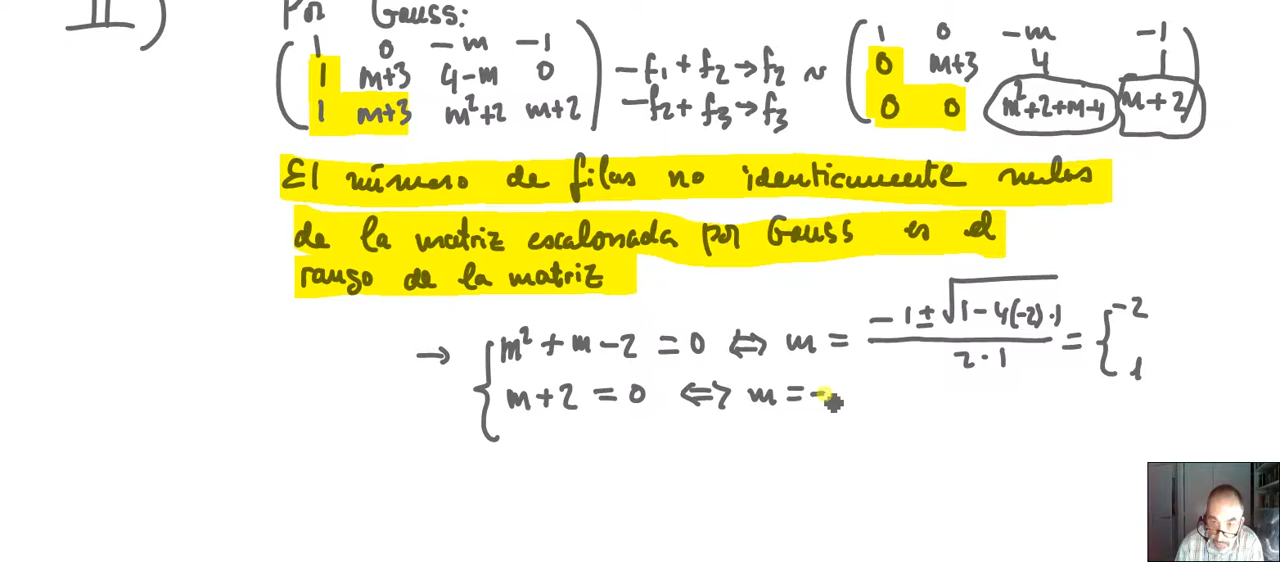 II)
Por Gauss:
( 1 0 -m -1 ) ( 1 0 -m -1 )
( 1 m+3 4-m 0 ) -f₁ + f₂ → f₂ ~ ( 0 m+3 4 1 )
( 1 m+3 m²+2 m+2 ) -f₂ + f₃ → f₃ ( 0 0 m²+2+m-4 m+2 )
El número de filas no identicamente nulas
de la matriz escalonada por Gauss es el
rango de la matriz
→ { m² + m - 2 = 0 ⇔ m = (-1 ± √(1 - 4(-2)·1)) / (2·1) = { -2
1
m + 2 = 0 ⇔ m = -